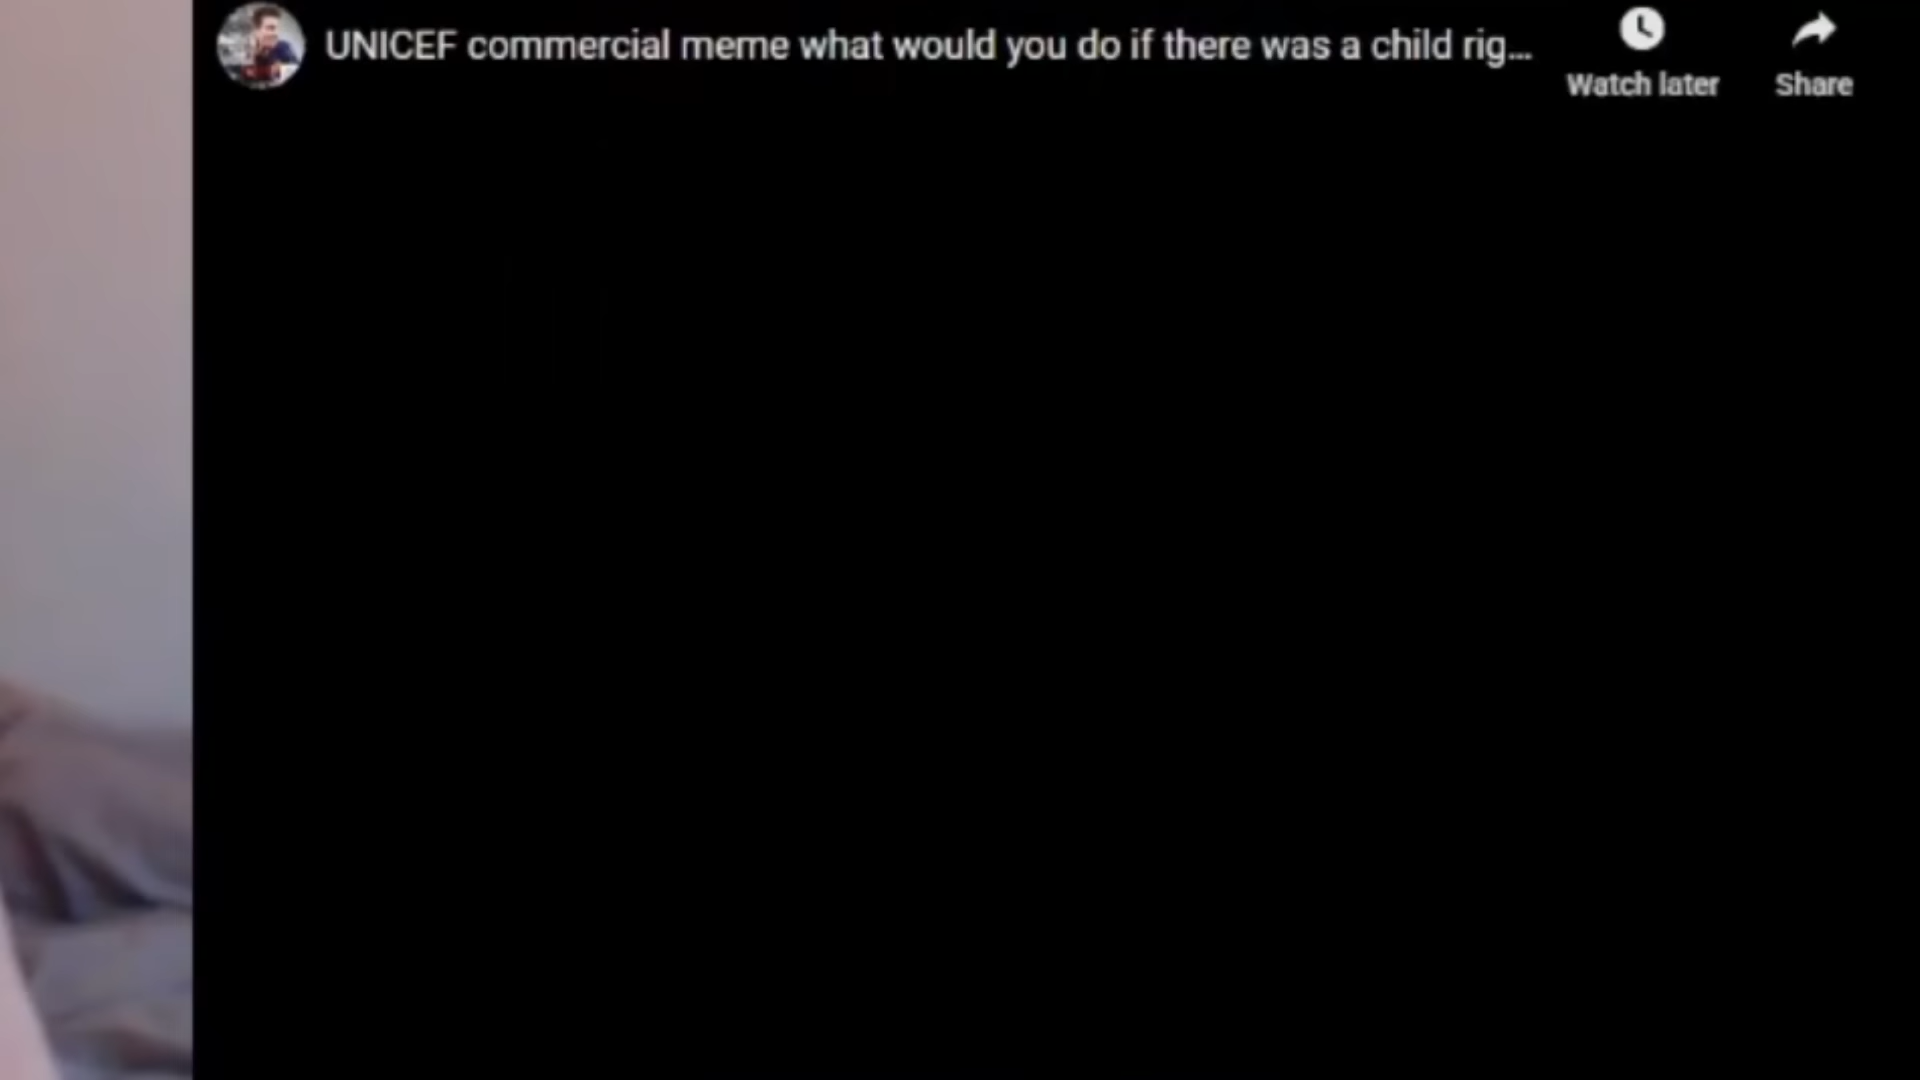 UNICEF commercial meme what would you do if there was a child rig...
Watch later
Share